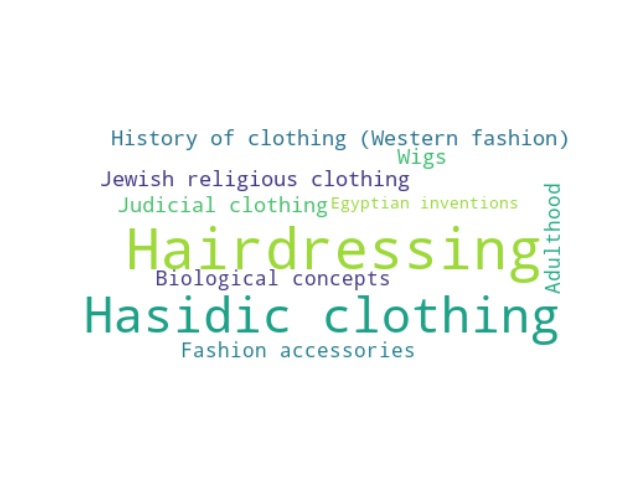 History of clothing (Western fashion)
Wigs
Jewish religious clothing
Judicial clothing
Egyptian inventions
Adulthood
Hairdressing
Biological concepts
Hasidic clothing
Fashion accessories